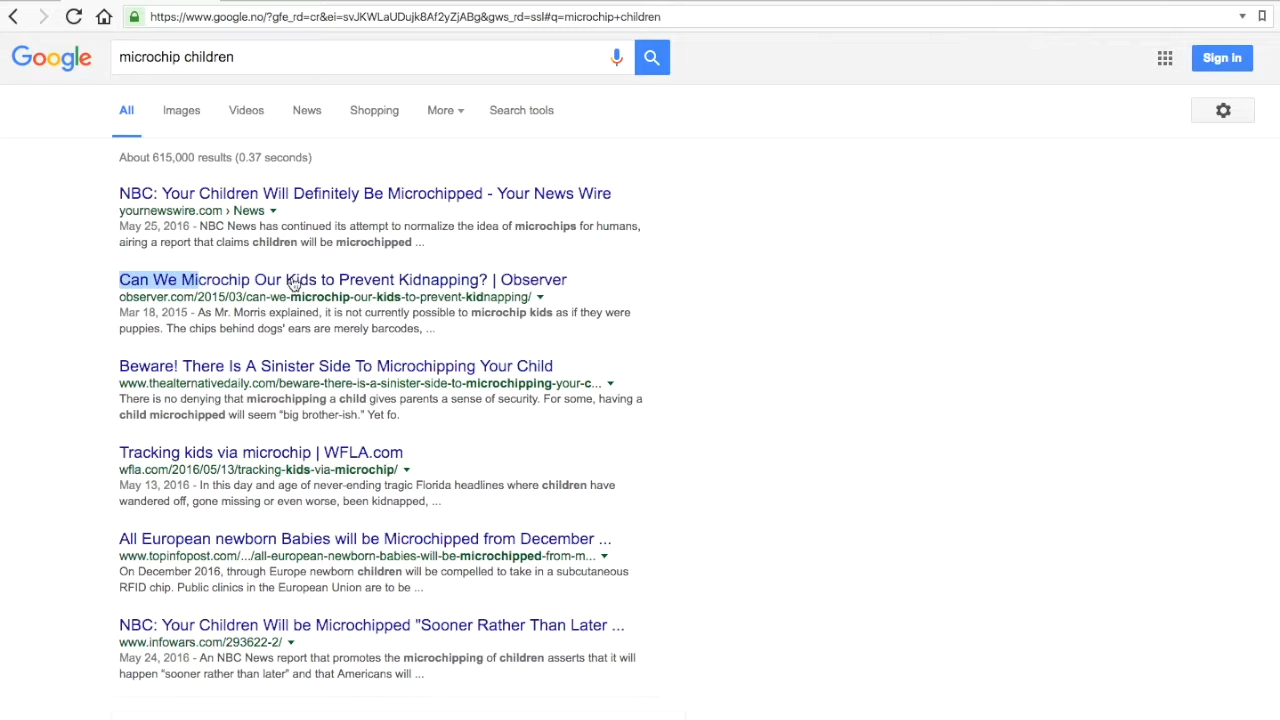 https://www.google.no/?gfe_rd=cr&ei=svJKWLaUDujk8Af2yZjABg&gws_rd=ssl#q=microchip+children
Google
microchip children
Sign in
All Images Videos News Shopping More Search tools
About 615,000 results (0.37 seconds)
NBC: Your Children Will Definitely Be Microchipped - Your News Wire
yournewswire.com › News
May 25, 2016 - NBC News has continued its attempt to normalize the idea of microchips for humans,
airing a report that claims children will be microchipped ...
Can We Microchip Our Kids to Prevent Kidnapping? | Observer
observer.com/2015/03/can-we-microchip-our-kids-to-prevent-kidnapping/
Mar 18, 2015 - As Mr. Morris explained, it is not currently possible to microchip kids as if they were
puppies. The chips behind dogs' ears are merely barcodes, ...
Beware! There Is A Sinister Side To Microchipping Your Child
www.thealternativedaily.com/beware-there-is-a-sinister-side-to-microchipping-your-c...
There is no denying that microchipping a child gives parents a sense of security. For some, having a
child microchipped will seem "big brother-ish." Yet fo.
Tracking kids via microchip | WFLA.com
wfla.com/2016/05/13/tracking-kids-via-microchip/
May 13, 2016 - In this day and age of never-ending tragic Florida headlines where children have
wandered off, gone missing or even worse, been kidnapped, ...
All European newborn Babies will be Microchipped from December ...
www.topinfopost.com/.../all-european-newborn-babies-will-be-microchipped-from-m...
On December 2016, through Europe newborn children will be compelled to take in a subcutaneous
RFID chip. Public clinics in the European Union are to be ...
NBC: Your Children Will be Microchipped "Sooner Rather Than Later ...
www.infowars.com/293622-2/
May 24, 2016 - An NBC News report that promotes the microchipping of children asserts that it will
happen "sooner rather than later" and that Americans will ...